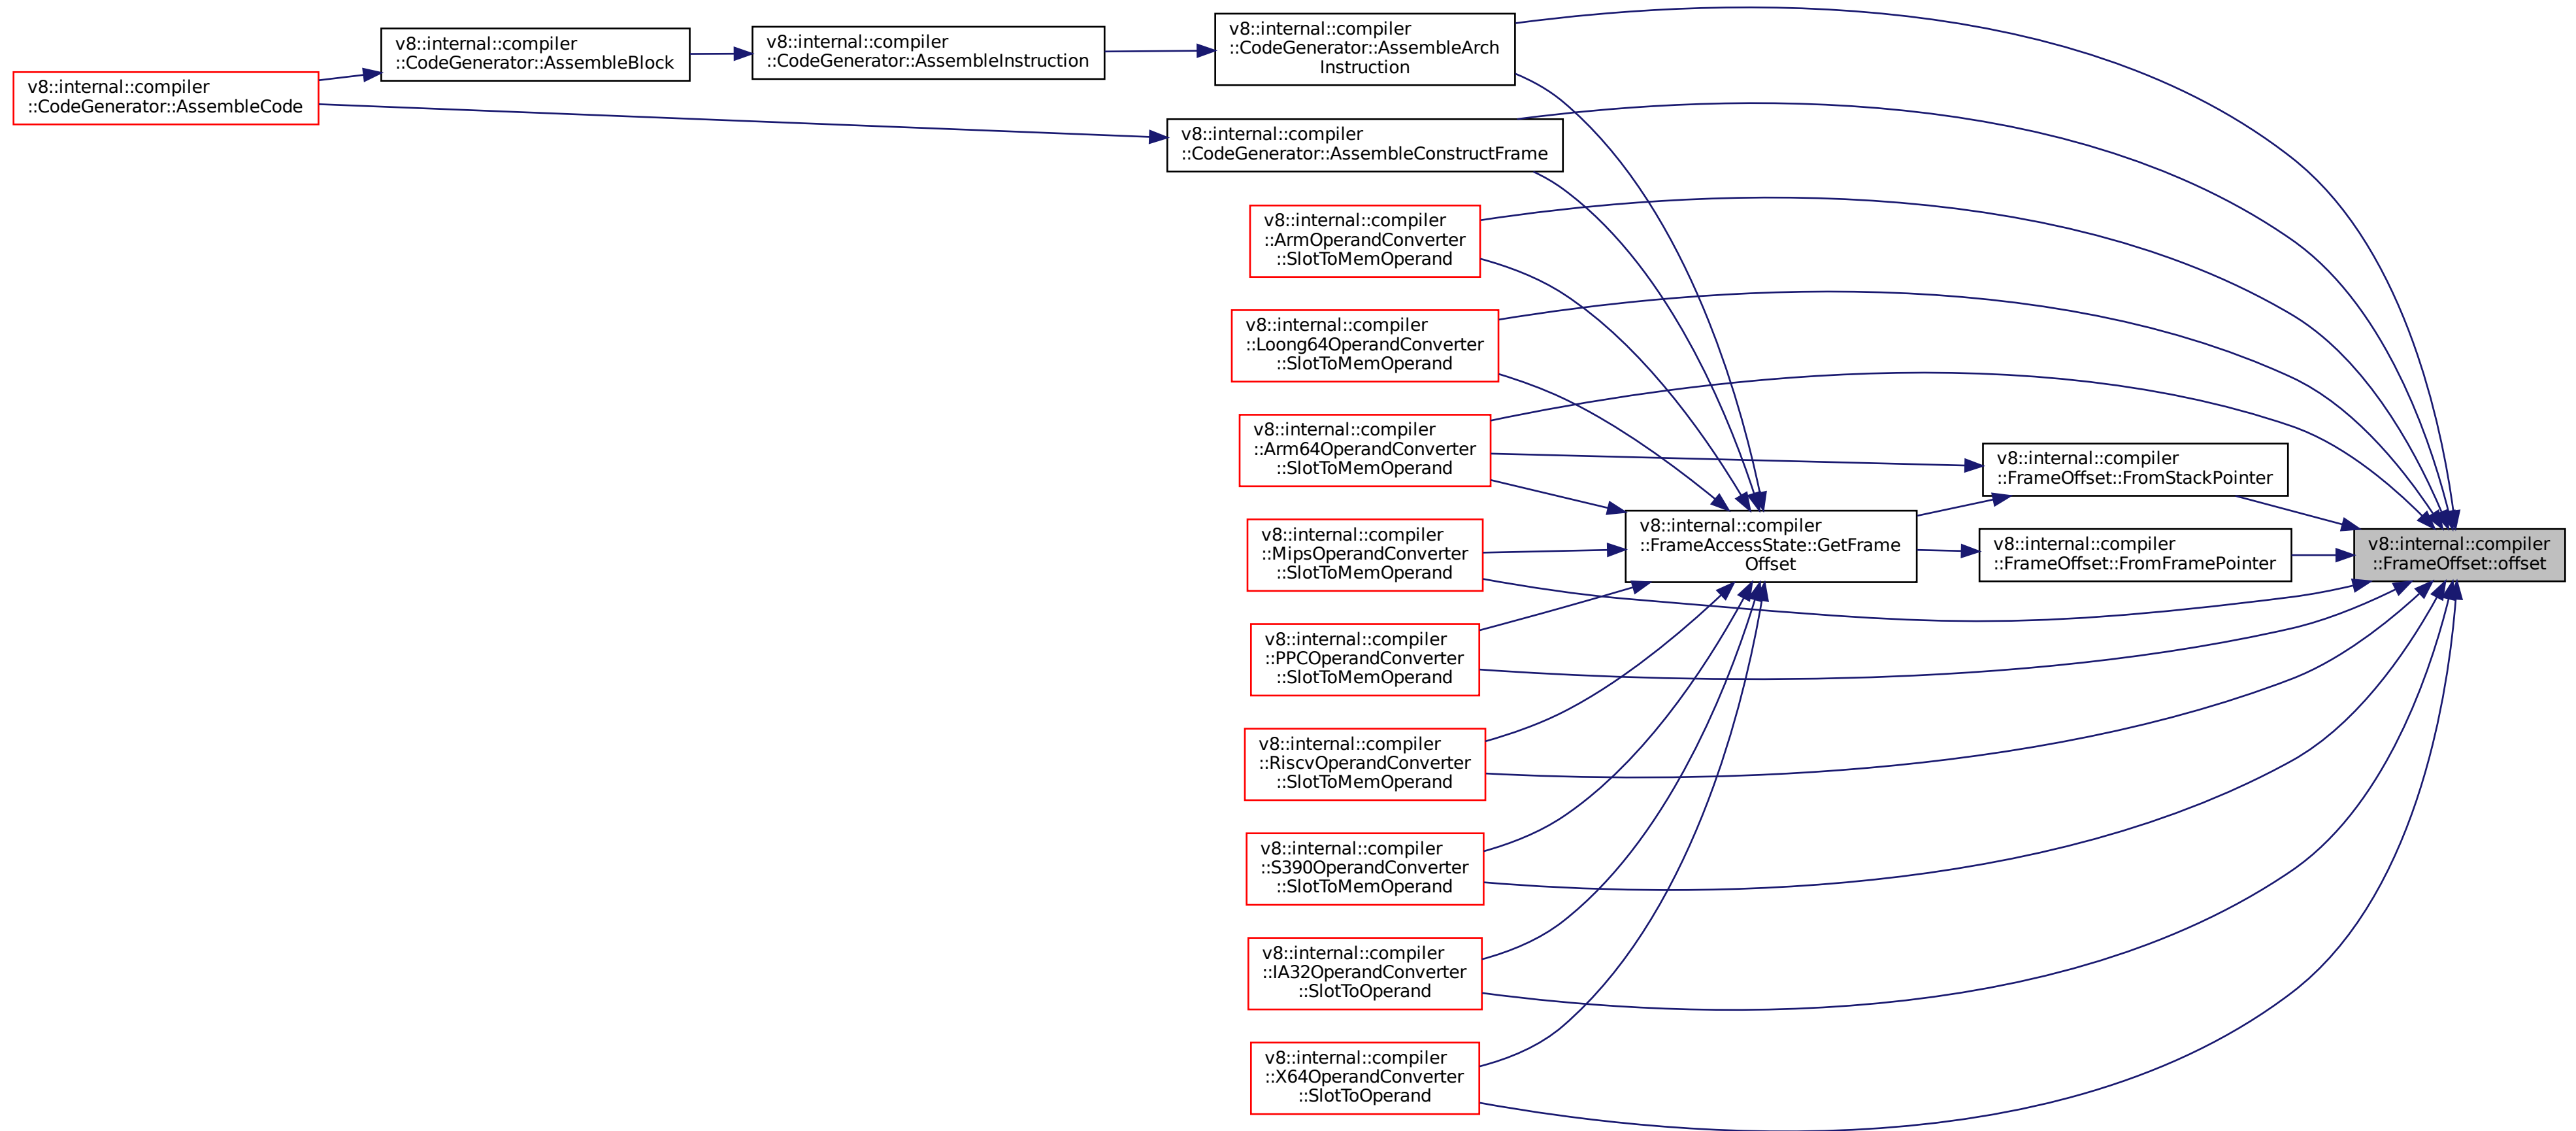 v8::internal::compiler
::CodeGenerator::AssembleCode
v8::internal::compiler
::CodeGenerator::AssembleBlock
v8::internal::compiler
::CodeGenerator::AssembleInstruction
v8::internal::compiler
::CodeGenerator::AssembleArch
Instruction
v8::internal::compiler
::CodeGenerator::AssembleConstructFrame
v8::internal::compiler
::ArmOperandConverter
::SlotToMemOperand
v8::internal::compiler
::Loong64OperandConverter
::SlotToMemOperand
v8::internal::compiler
::Arm64OperandConverter
::SlotToMemOperand
v8::internal::compiler
::MipsOperandConverter
::SlotToMemOperand
v8::internal::compiler
::PPCOperandConverter
::SlotToMemOperand
v8::internal::compiler
::RiscvOperandConverter
::SlotToMemOperand
v8::internal::compiler
::S390OperandConverter
::SlotToMemOperand
v8::internal::compiler
::IA32OperandConverter
::SlotToOperand
v8::internal::compiler
::X64OperandConverter
::SlotToOperand
v8::internal::compiler
::FrameAccessState::GetFrame
Offset
v8::internal::compiler
::FrameOffset::FromStackPointer
v8::internal::compiler
::FrameOffset::FromFramePointer
v8::internal::compiler
::FrameOffset::offset